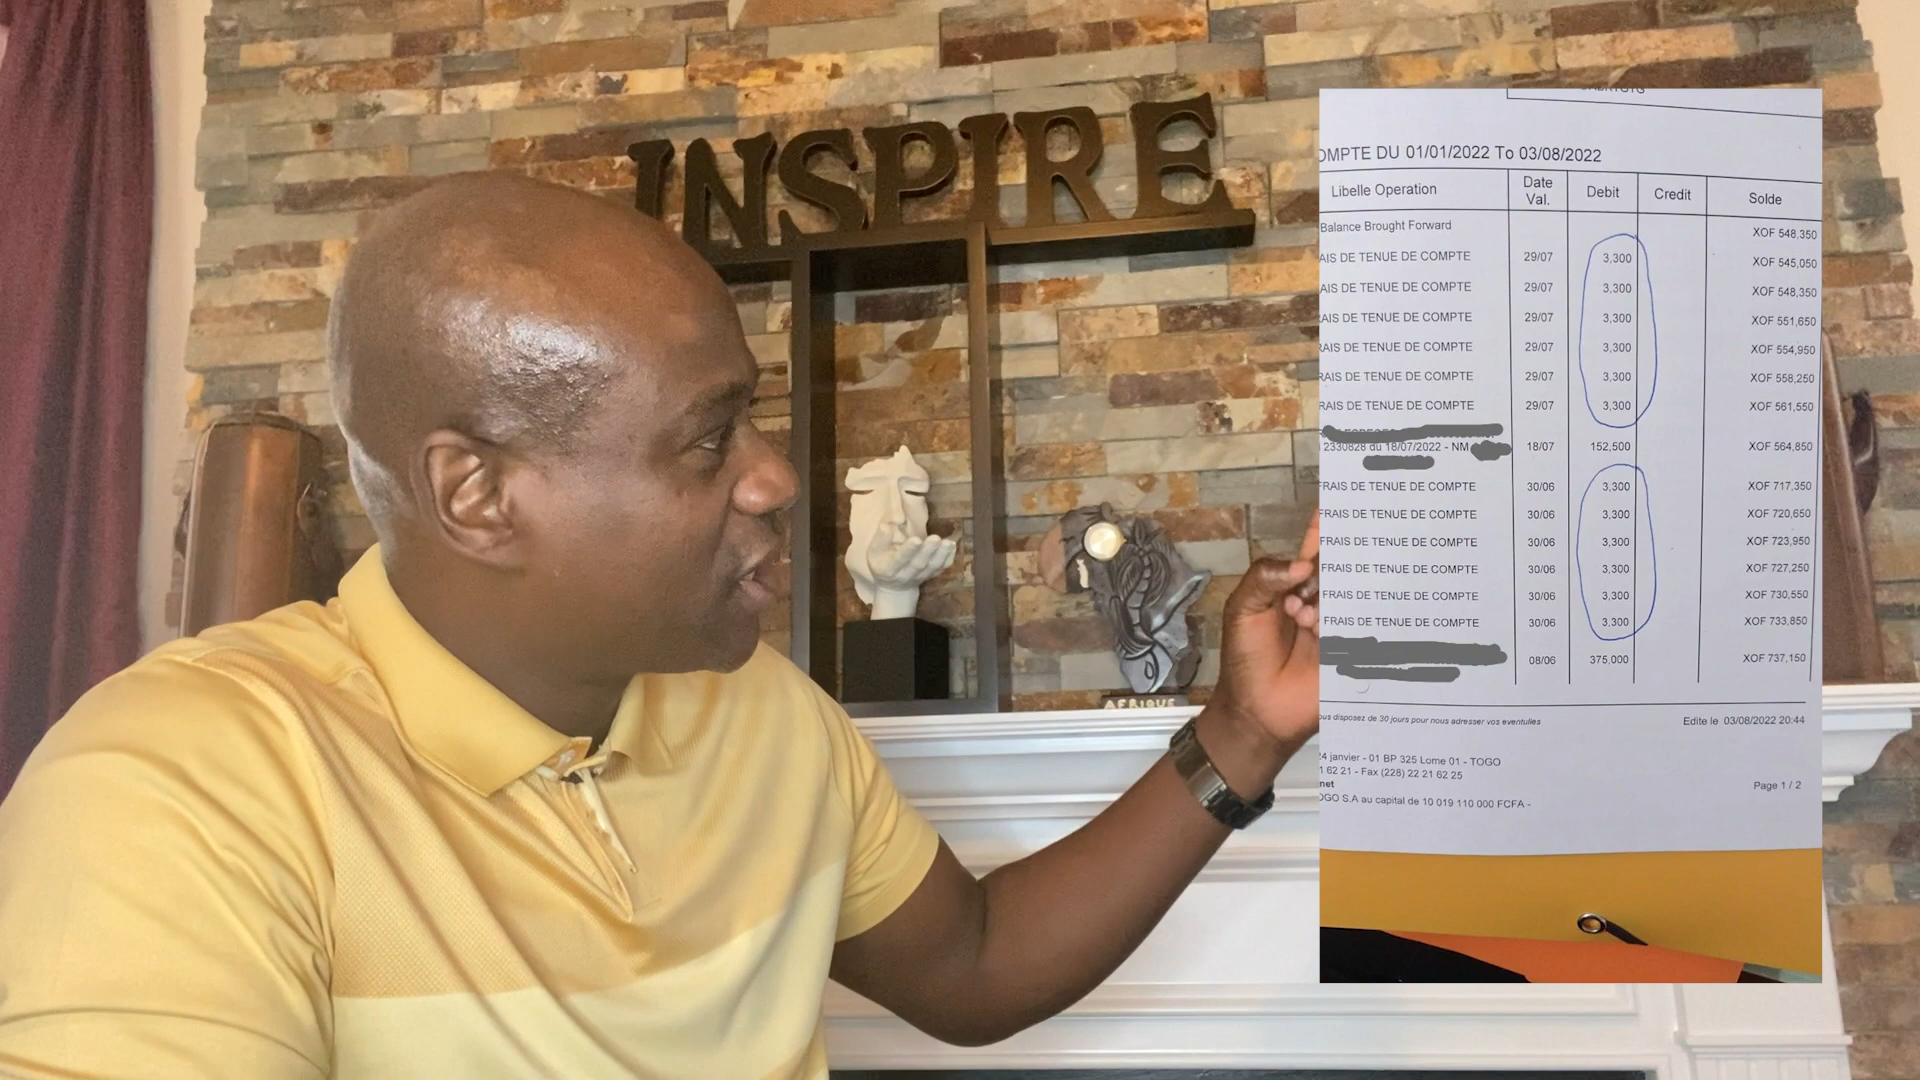 INSPIRE
AFRIQUE
OMPTE DU 01/01/2022 To 03/08/2022
Libelle Operation Date Val. Debit Credit Solde
Balance Brought Forward XOF 548,350
AIS DE TENUE DE COMPTE 29/07 3,300 XOF 545,050
AIS DE TENUE DE COMPTE 29/07 3,300 XOF 548,350
AIS DE TENUE DE COMPTE 29/07 3,300 XOF 551,650
RAIS DE TENUE DE COMPTE 29/07 3,300 XOF 554,950
RAIS DE TENUE DE COMPTE 29/07 3,300 XOF 558,250
RAIS DE TENUE DE COMPTE 29/07 3,300 XOF 561,550
2330828 du 18/07/2022 - NM 18/07 152,500 XOF 564,850
FRAIS DE TENUE DE COMPTE 30/06 3,300 XOF 717,350
FRAIS DE TENUE DE COMPTE 30/06 3,300 XOF 720,650
FRAIS DE TENUE DE COMPTE 30/06 3,300 XOF 723,950
FRAIS DE TENUE DE COMPTE 30/06 3,300 XOF 727,250
FRAIS DE TENUE DE COMPTE 30/06 3,300 XOF 730,550
FRAIS DE TENUE DE COMPTE 30/06 3,300 XOF 733,850
08/06 375,000 XOF 737,150
ous disposez de 30 jours pour nous adresser vos eventulles
Edite le 03/08/2022 20:44
24 janvier - 01 BP 325 Lome 01 - TOGO
1 62 21 - Fax (228) 22 21 62 25
net
Page 1 / 2
OGO S.A au capital de 10 019 110 000 FCFA -